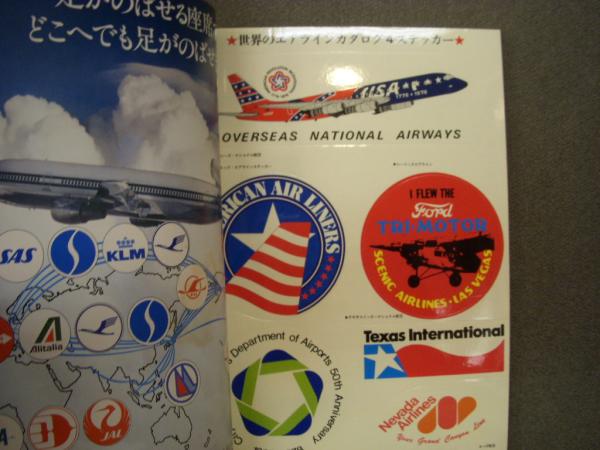 足がのばせる座席
どこへでも足がのばせ
SAS
KLM
Alitalia
JAL
★世界のエアラインカタログ4ステッカー★
USA
1776 • 1976
OVERSEAS NATIONAL AIRWAYS
RICAN AIR LINERS
I FLEW THE
Ford
TRI-MOTOR
SCENIC AIRLINES • LAS VEGAS
Department of Airports 50th Anniversary
Texas International
Nevada
Airlines
Your Grand Canyon Line